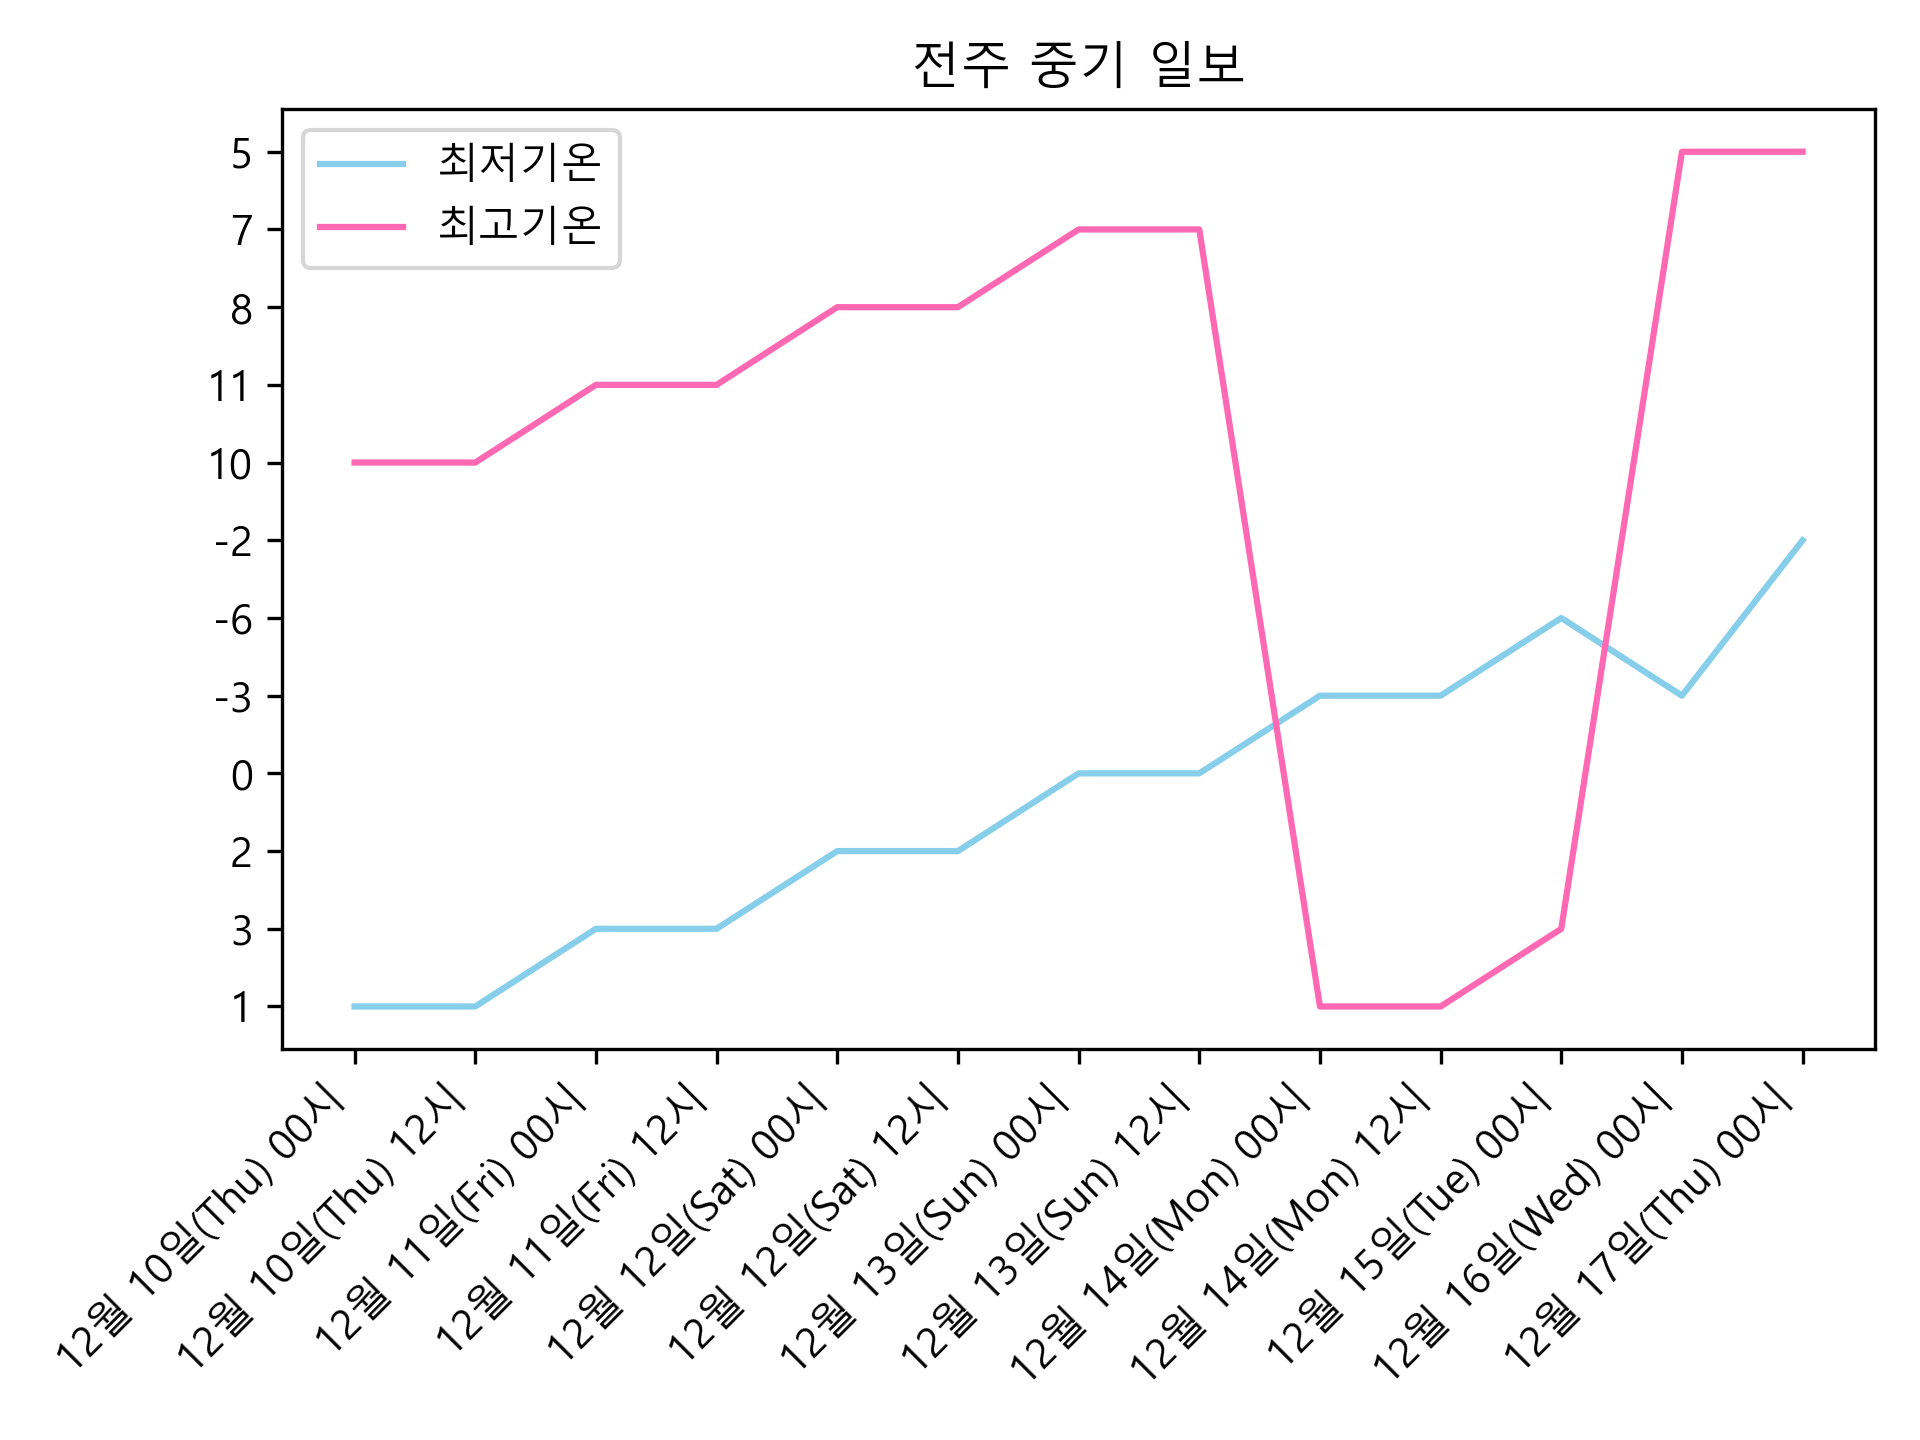 전주 중기 일보
최저기온
최고기온
5
7
8
11
10
-2
-6
-3
0
2
3
1
12월 10일(Thu) 00시
12월 10일(Thu) 12시
12월 11일(Fri) 00시
12월 11일(Fri) 12시
12월 12일(Sat) 00시
12월 12일(Sat) 12시
12월 13일(Sun) 00시
12월 13일(Sun) 12시
12월 14일(Mon) 00시
12월 14일(Mon) 12시
12월 15일(Tue) 00시
12월 16일(Wed) 00시
12월 17일(Thu) 00시